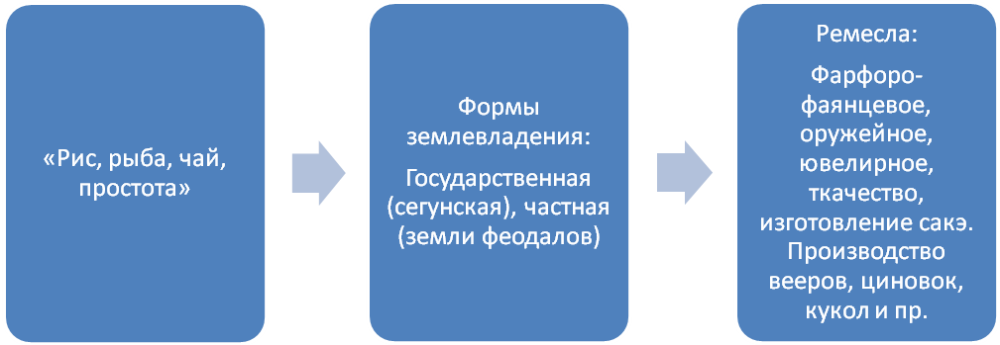 «Рис, рыба, чай,
простота»
Формы
землевладения:
Государственная
(сегунская), частная
(земли феодалов)
Ремесла:
Фарфоро-
фаянцевое,
оружейное,
ювелирное,
ткачество,
изготовление сакэ.
Производство
вееров, циновок,
кукол и пр.